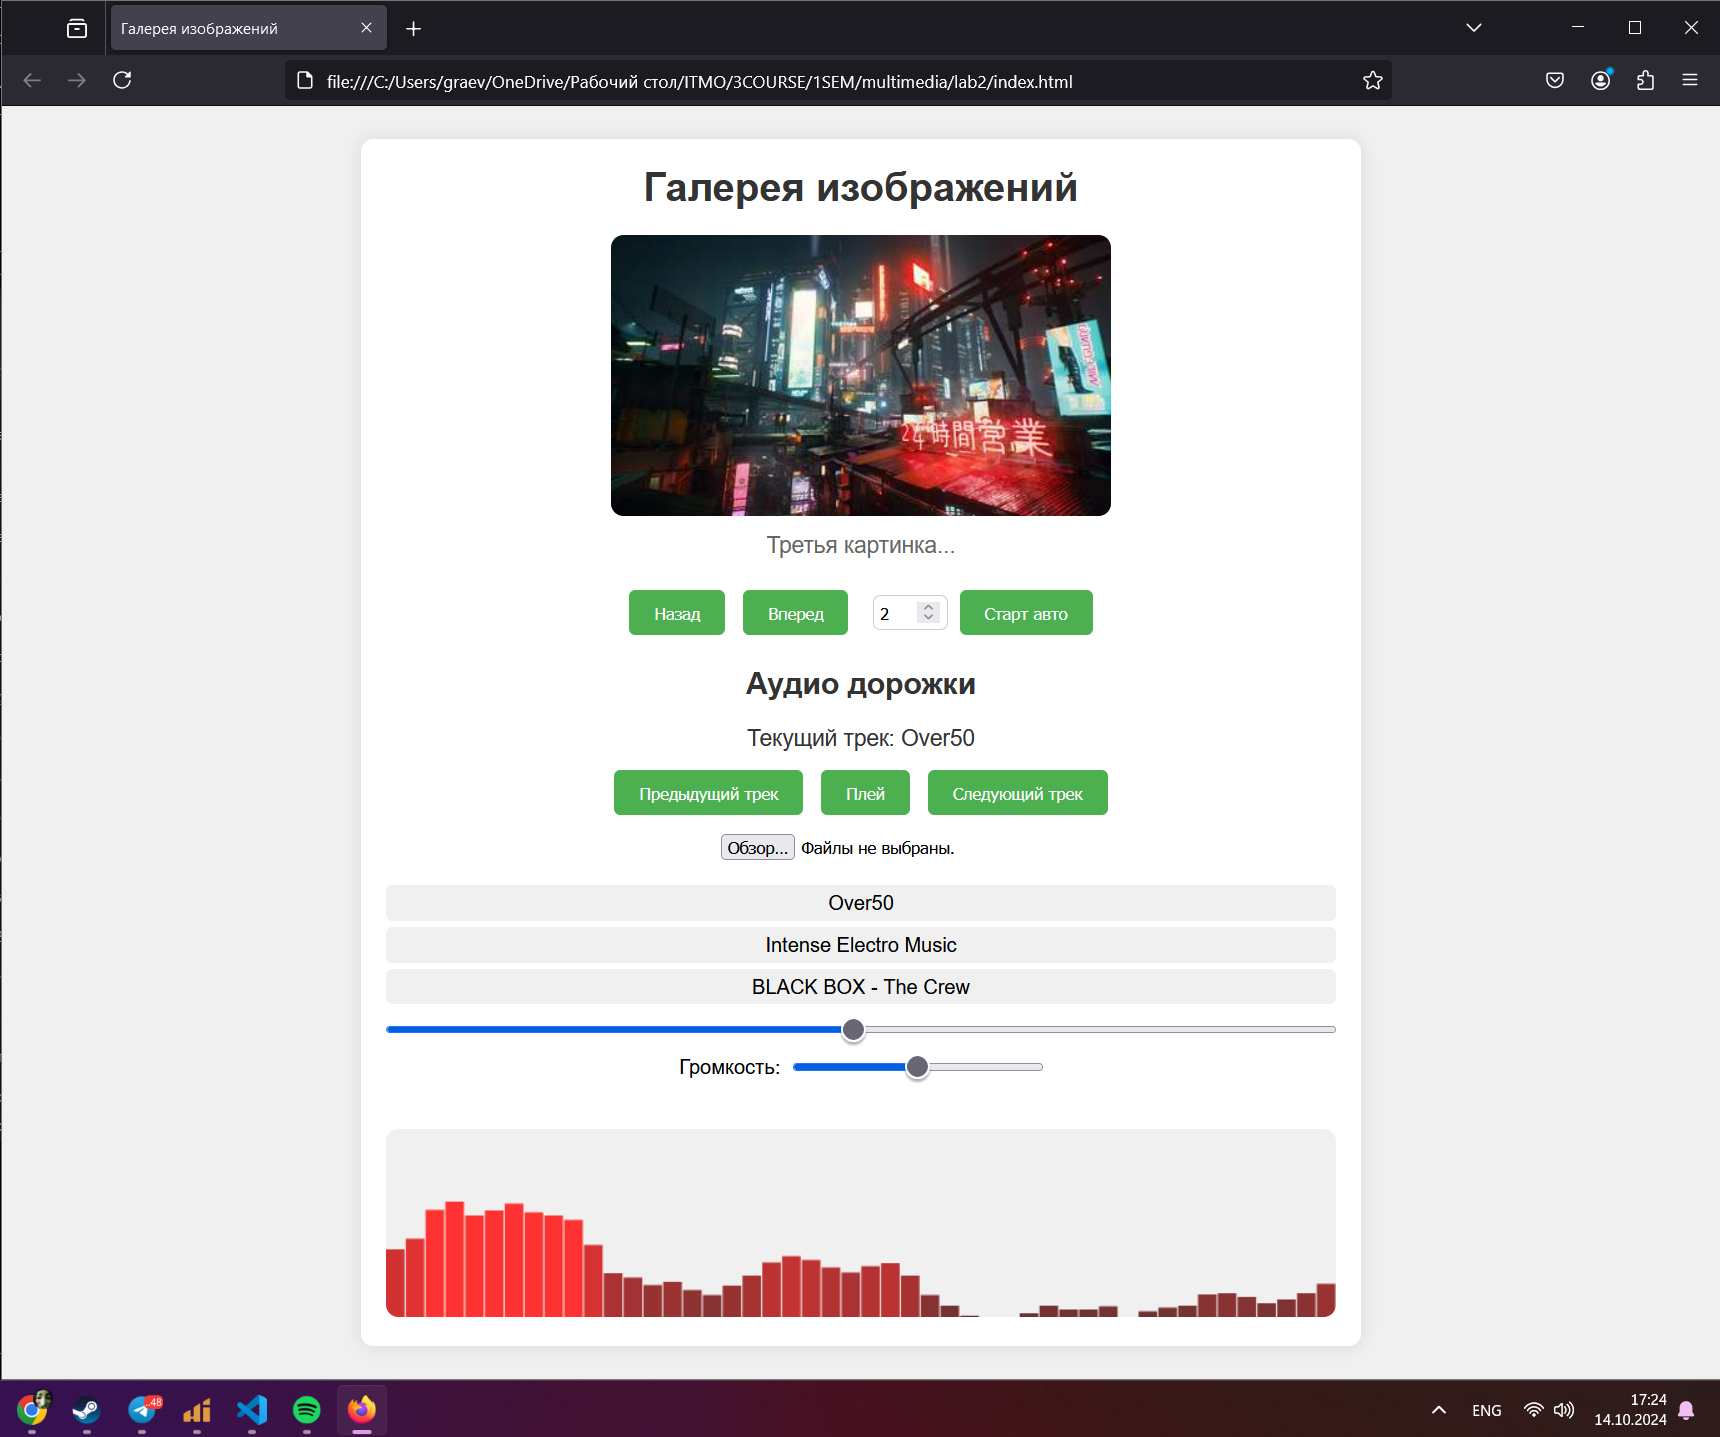 Галерея изображений
file:///C:/Users/graev/OneDrive/Рабочий стол/ITMO/3COURSE/1SEM/multimedia/lab2/index.html
Галерея изображений
24時間営業
Третья картинка...
Назад Вперед 2 Старт авто
Аудио дорожки
Текущий трек: Over50
Предыдущий трек Плей Следующий трек
Обзор... Файлы не выбраны.
Over50
Intense Electro Music
BLACK BOX - The Crew
Громкость:
48
ENG
17:24
14.10.2024